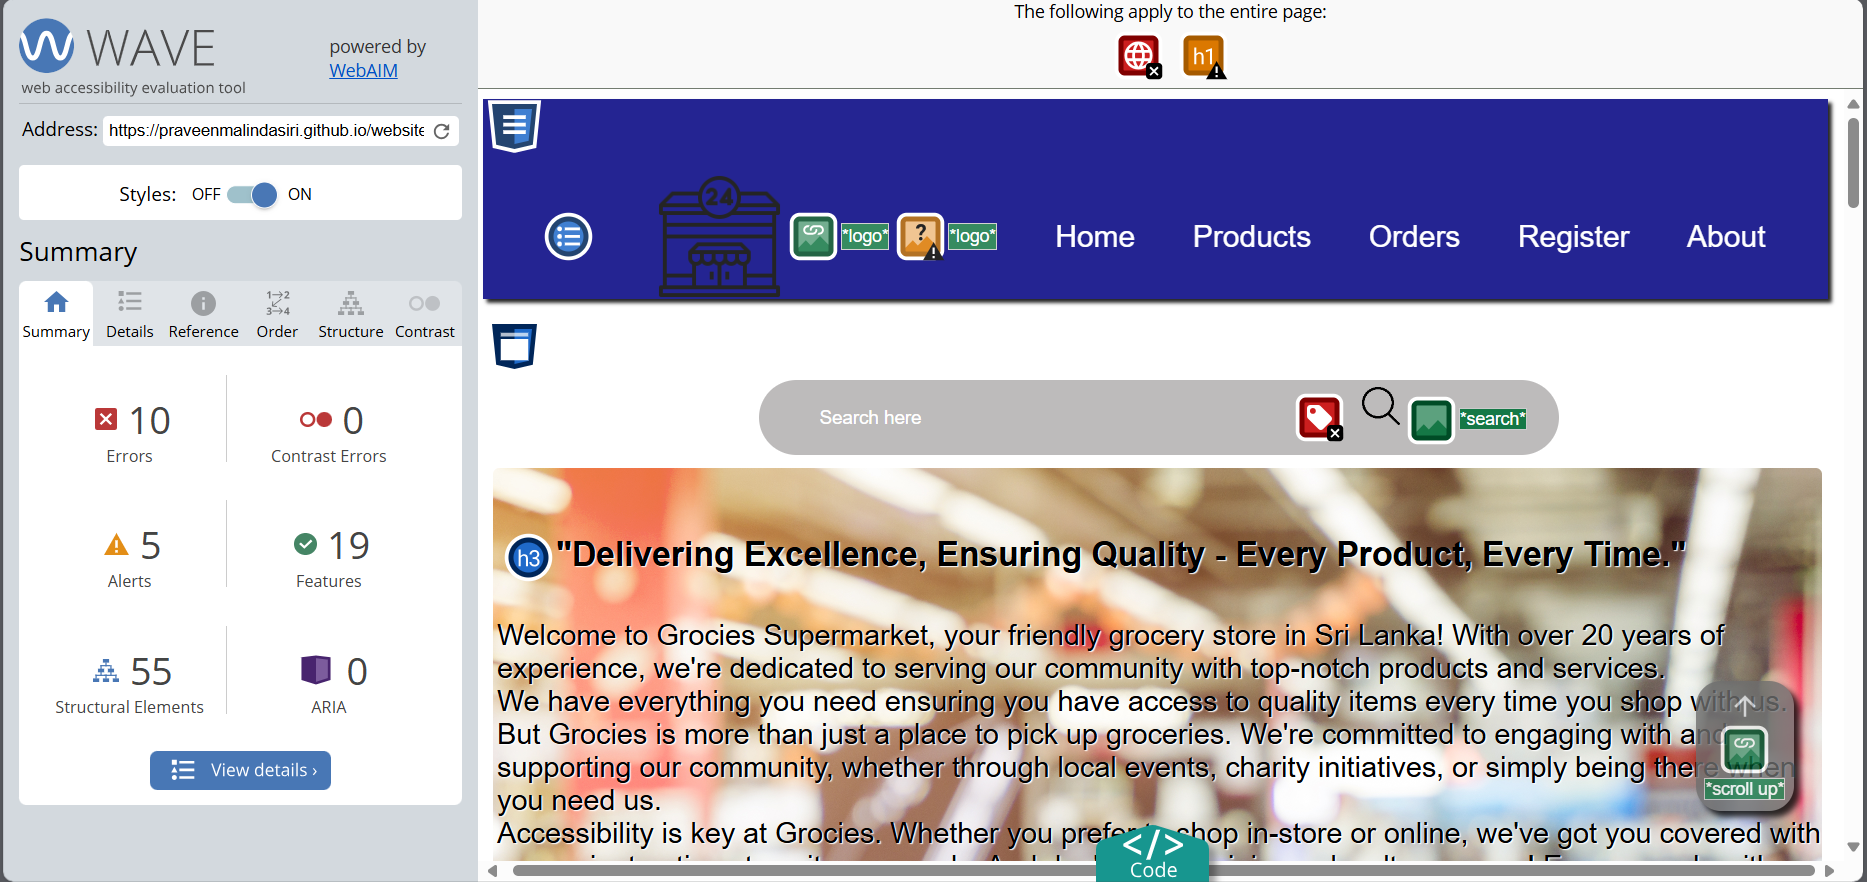 WAVE
powered by
WebAIM
web accessibility evaluation tool
Address: https://praveenmalindasiri.github.io/website
Styles: OFF ON
Summary
Summary Details Reference Order Structure Contrast
10
Errors
0
Contrast Errors
5
Alerts
19
Features
55
Structural Elements
0
ARIA
View details ›
The following apply to the entire page:
h1
24
*logo* *logo* Home Products Orders Register About
Search here *search*
h3 "Delivering Excellence, Ensuring Quality - Every Product, Every Time."
Welcome to Grocies Supermarket, your friendly grocery store in Sri Lanka! With over 20 years of
experience, we're dedicated to serving our community with top-notch products and services.
We have everything you need ensuring you have access to quality items every time you shop with us.
But Grocies is more than just a place to pick up groceries. We're committed to engaging with and
supporting our community, whether through local events, charity initiatives, or simply being there when
you need us.
*scroll up*
Accessibility is key at Grocies. Whether you prefer to shop in-store or online, we've got you covered with
</> Code